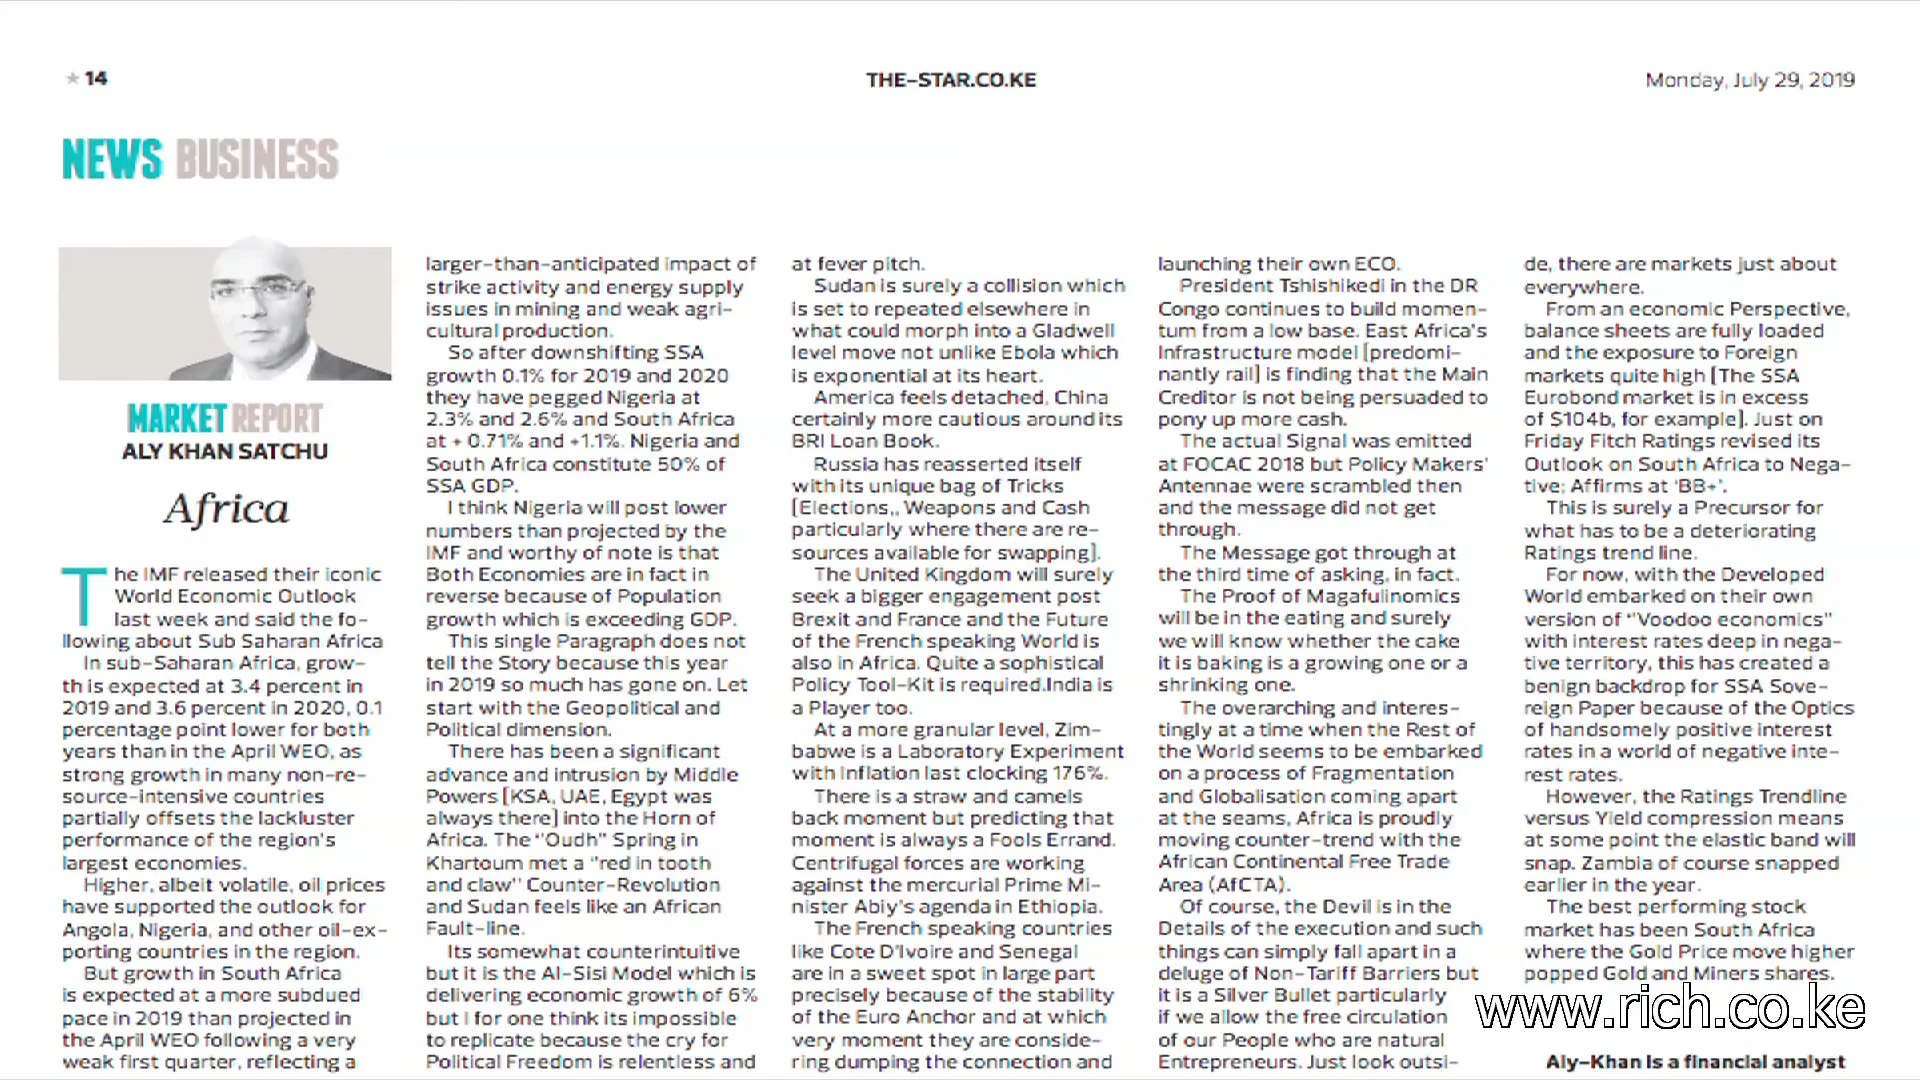 ★ 14
THE-STAR.CO.KE
Monday, July 29, 2019
NEWS BUSINESS
MARKET REPORT
ALY KHAN SATCHU
Africa
The IMF released their iconic
World Economic Outlook
last week and said the fo-
llowing about Sub Saharan Africa
In sub-Saharan Africa, grow-
th is expected at 3.4 percent in
2019 and 3.6 percent in 2020, 0.1
percentage point lower for both
years than in the April WEO, as
strong growth in many non-re-
source-intensive countries
partially offsets the lackluster
performance of the region's
largest economies.
Higher, albeit volatile, oil prices
have supported the outlook for
Angola, Nigeria, and other oil-ex-
porting countries in the region.
But growth in South Africa
is expected at a more subdued
pace in 2019 than projected in
the April WEO following a very
weak first quarter, reflecting a
larger-than-anticipated impact of
strike activity and energy supply
issues in mining and weak agri-
cultural production.
So after downshifting SSA
growth 0.1% for 2019 and 2020
they have pegged Nigeria at
2.3% and 2.6% and South Africa
at + 0.71% and +1.1%. Nigeria and
South Africa constitute 50% of
SSA GDP.
I think Nigeria will post lower
numbers than projected by the
IMF and worthy of note is that
Both Economies are in fact in
reverse because of Population
growth which is exceeding GDP.
This single Paragraph does not
tell the Story because this year
in 2019 so much has gone on. Let
start with the Geopolitical and
Political dimension.
There has been a significant
advance and intrusion by Middle
Powers [KSA, UAE, Egypt was
always there] into the Horn of
Africa. The "Oudh" Spring in
Khartoum met a "red in tooth
and claw" Counter-Revolution
and Sudan feels like an African
Fault-line.
Its somewhat counterintuitive
but it is the Al-Sisi Model which is
delivering economic growth of 6%
but I for one think its impossible
to replicate because the cry for
Political Freedom is relentless and
at fever pitch.
Sudan is surely a collision which
is set to repeated elsewhere in
what could morph into a Gladwell
level move not unlike Ebola which
is exponential at its heart.
America feels detached, China
certainly more cautious around its
BRI Loan Book.
Russia has reasserted itself
with its unique bag of Tricks
[Elections,, Weapons and Cash
particularly where there are re-
sources available for swapping].
The United Kingdom will surely
seek a bigger engagement post
Brexit and France and the Future
of the French speaking World is
also in Africa. Quite a sophistical
Policy Tool-Kit is required.India is
a Player too.
At a more granular level, Zim-
babwe is a Laboratory Experiment
with Inflation last clocking 176%.
There is a straw and camels
back moment but predicting that
moment is always a Fools Errand.
Centrifugal forces are working
against the mercurial Prime Mi-
nister Abiy's agenda in Ethiopia.
The French speaking countries
like Cote D'Ivoire and Senegal
are in a sweet spot in large part
precisely because of the stability
of the Euro Anchor and at which
very moment they are conside-
ring dumping the connection and
launching their own ECO.
President Tshishikedi in the DR
Congo continues to build momen-
tum from a low base. East Africa's
Infrastructure model [predomi-
nantly rail] is finding that the Main
Creditor is not being persuaded to
pony up more cash.
The actual Signal was emitted
at FOCAC 2018 but Policy Makers'
Antennae were scrambled then
and the message did not get
through.
The Message got through at
the third time of asking, in fact.
The Proof of Magafulinomics
will be in the eating and surely
we will know whether the cake
it is baking is a growing one or a
shrinking one.
The overarching and interes-
tingly at a time when the Rest of
the World seems to be embarked
on a process of Fragmentation
and Globalisation coming apart
at the seams, Africa is proudly
moving counter-trend with the
African Continental Free Trade
Area (AfCTA).
Of course, the Devil is in the
Details of the execution and such
things can simply fall apart in a
deluge of Non-Tariff Barriers but
it is a Silver Bullet particularly
if we allow the free circulation
of our People who are natural
Entrepreneurs. Just look outsi-
de, there are markets just about
everywhere.
From an economic Perspective,
balance sheets are fully loaded
and the exposure to Foreign
markets quite high [The SSA
Eurobond market is in excess
of $104b, for example]. Just on
Friday Fitch Ratings revised its
Outlook on South Africa to Nega-
tive; Affirms at 'BB+'.
This is surely a Precursor for
what has to be a deteriorating
Ratings trend line.
For now, with the Developed
World embarked on their own
version of "Voodoo economics"
with interest rates deep in nega-
tive territory, this has created a
benign backdrop for SSA Sove-
reign Paper because of the Optics
of handsomely positive interest
rates in a world of negative inte-
rest rates.
However, the Ratings Trendline
versus Yield compression means
at some point the elastic band will
snap. Zambia of course snapped
earlier in the year.
The best performing stock
market has been South Africa
where the Gold Price move higher
popped Gold and Miners shares.
www.rich.co.ke
Aly-Khan is a financial analyst